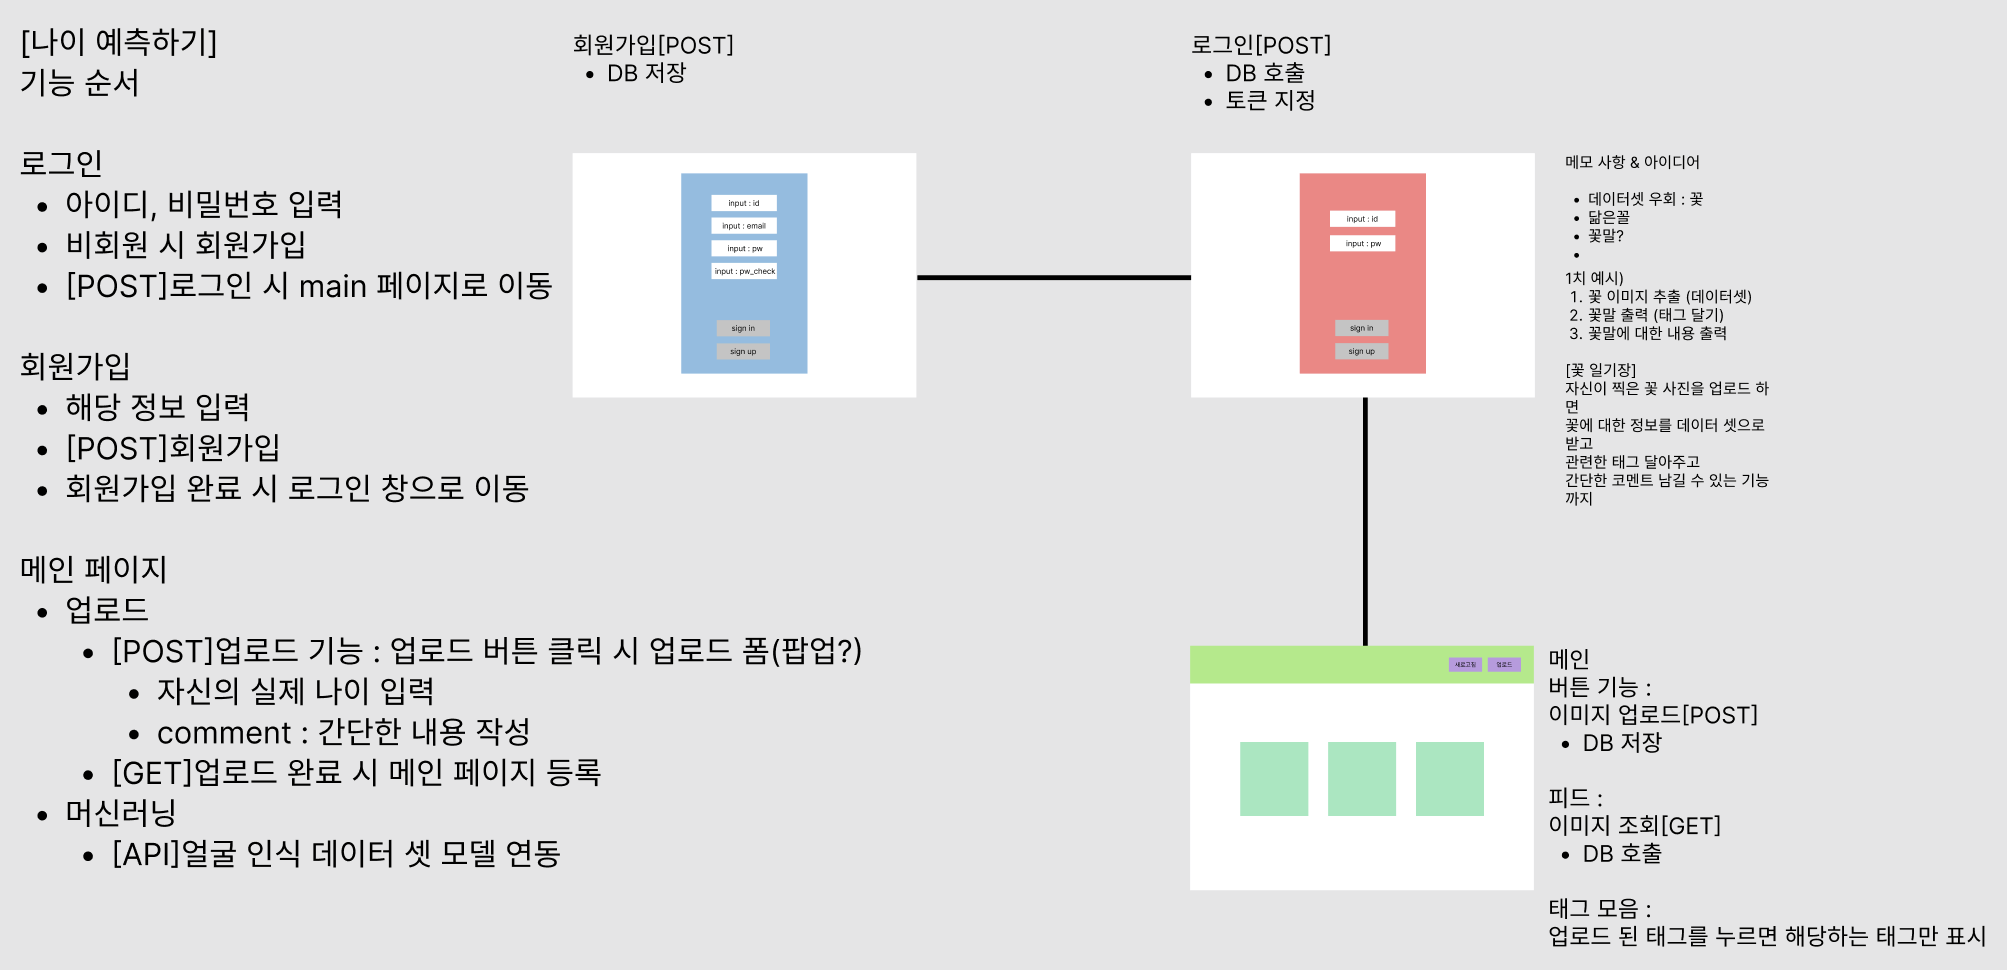 [나이 예측하기]
기능 순서
로그인
아이디, 비밀번호 입력
비회원 시 회원가입
[POST]로그인 시 main 페이지로 이동
회원가입
해당 정보 입력
[POST]회원가입
회원가입 완료 시 로그인 창으로 이동
메인 페이지
업로드
[POST]업로드 기능 : 업로드 버튼 클릭 시 업로드 폼(팝업?)
자신의 실제 나이 입력
comment : 간단한 내용 작성
[GET]업로드 완료 시 메인 페이지 등록
머신러닝
[API]얼굴 인식 데이터 셋 모델 연동
회원가입[POST]
DB 저장
input : id
input : email
input : pw
input : pw_check
sign in
sign up
로그인[POST]
DB 호출
토큰 지정
input : id
input : pw
sign in
sign up
메모 사항 & 아이디어
데이터셋 우회 : 꽃
닮은꼴
꽃말?
1치 예시)
1. 꽃 이미지 추출 (데이터셋)
2. 꽃말 출력 (태그 달기)
3. 꽃말에 대한 내용 출력
[꽃 일기장]
자신이 찍은 꽃 사진을 업로드 하
면
꽃에 대한 정보를 데이터 셋으로
받고
관련한 태그 달아주고
간단한 코멘트 남길 수 있는 기능
까지
새로고침
업로드
메인
버튼 기능 :
이미지 업로드[POST]
DB 저장
피드 :
이미지 조회[GET]
DB 호출
태그 모음 :
업로드 된 태그를 누르면 해당하는 태그만 표시